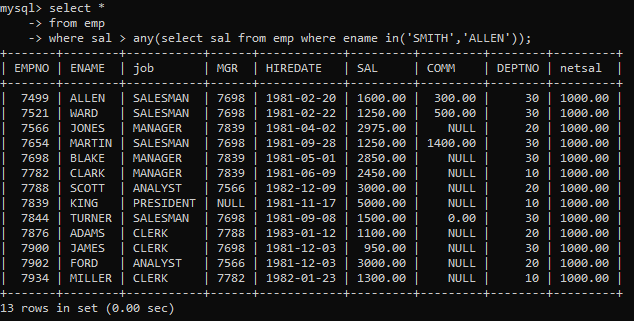 mysql> select *
    -> from emp
    -> where sal > any(select sal from emp where ename in('SMITH','ALLEN'));
+-------+--------+-----------+------+------------+---------+---------+--------+---------+
| EMPNO | ENAME  | job       | MGR  | HIREDATE   | SAL     | COMM    | DEPTNO | netsal  |
+-------+--------+-----------+------+------------+---------+---------+--------+---------+
|  7499 | ALLEN  | SALESMAN  | 7698 | 1981-02-20 | 1600.00 |  300.00 |     30 | 1000.00 |
|  7521 | WARD   | SALESMAN  | 7698 | 1981-02-22 | 1250.00 |  500.00 |     30 | 1000.00 |
|  7566 | JONES  | MANAGER   | 7839 | 1981-04-02 | 2975.00 |    NULL |     20 | 1000.00 |
|  7654 | MARTIN | SALESMAN  | 7698 | 1981-09-28 | 1250.00 | 1400.00 |     30 | 1000.00 |
|  7698 | BLAKE  | MANAGER   | 7839 | 1981-05-01 | 2850.00 |    NULL |     30 | 1000.00 |
|  7782 | CLARK  | MANAGER   | 7839 | 1981-06-09 | 2450.00 |    NULL |     10 | 1000.00 |
|  7788 | SCOTT  | ANALYST   | 7566 | 1982-12-09 | 3000.00 |    NULL |     20 | 1000.00 |
|  7839 | KING   | PRESIDENT | NULL | 1981-11-17 | 5000.00 |    NULL |     10 | 1000.00 |
|  7844 | TURNER | SALESMAN  | 7698 | 1981-09-08 | 1500.00 |    0.00 |     30 | 1000.00 |
|  7876 | ADAMS  | CLERK     | 7788 | 1983-01-12 | 1100.00 |    NULL |     20 | 1000.00 |
|  7900 | JAMES  | CLERK     | 7698 | 1981-12-03 |  950.00 |    NULL |     30 | 1000.00 |
|  7902 | FORD   | ANALYST   | 7566 | 1981-12-03 | 3000.00 |    NULL |     20 | 1000.00 |
|  7934 | MILLER | CLERK     | 7782 | 1982-01-23 | 1300.00 |    NULL |     10 | 1000.00 |
+-------+--------+-----------+------+------------+---------+---------+--------+---------+
13 rows in set (0.00 sec)